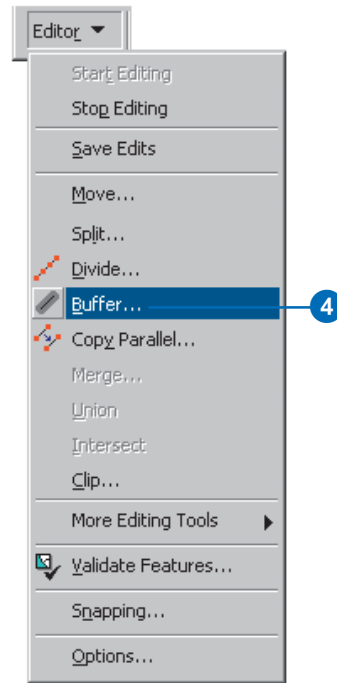 Editor
Start Editing
Stop Editing
Save Edits
Move...
Split...
Divide...
Buffer...
4
Copy Parallel...
Merge...
Union
Intersect
Clip...
More Editing Tools
Validate Features...
Snapping...
Options...